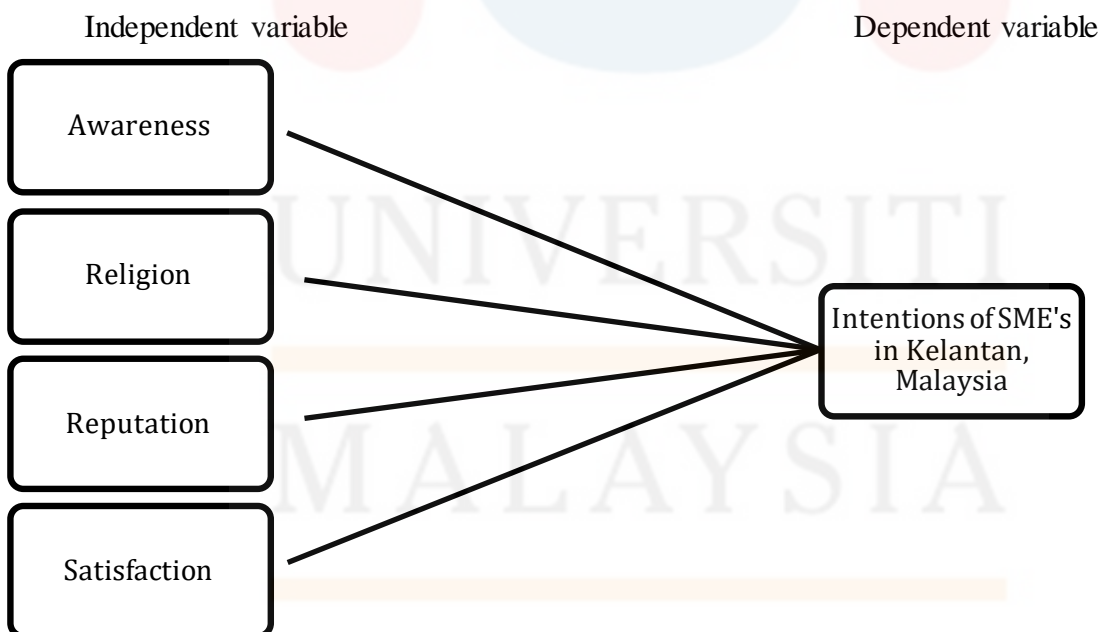 Independent variable
Dependent variable
Awareness
Religion
Reputation
Satisfaction
Intentions of SME's
in Kelantan,
Malaysia
UNIVERSITI
MALAYSIA